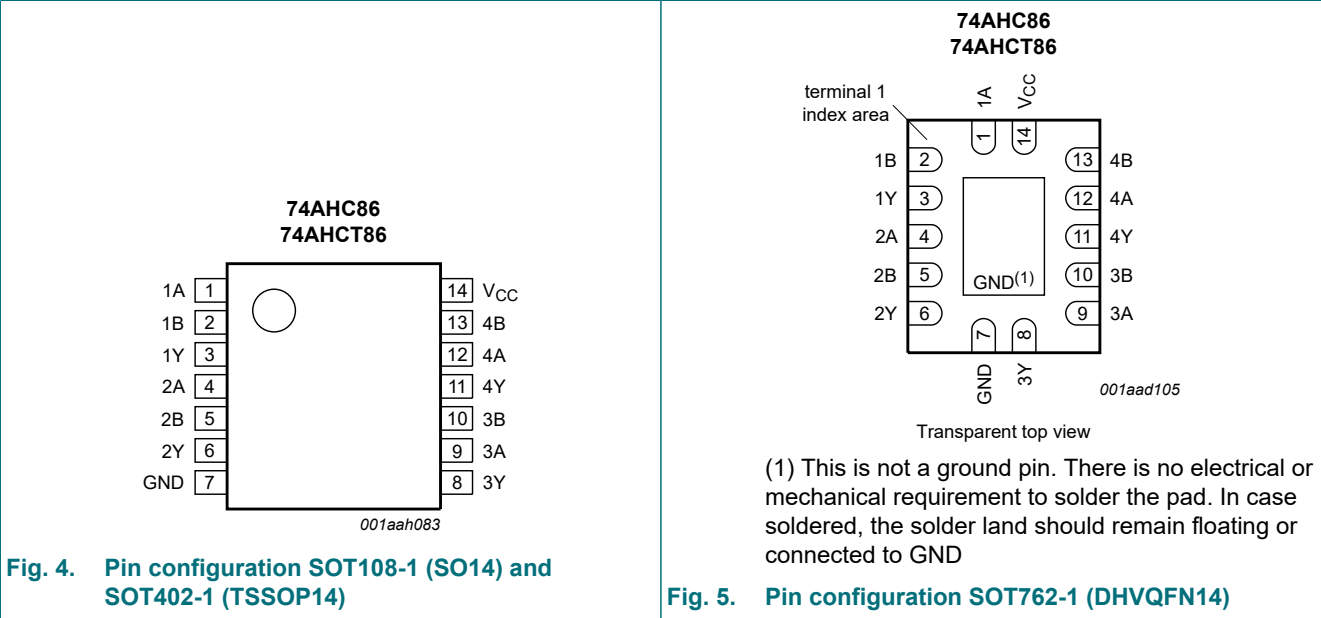 74AHC86
74AHCT86
1A 1
14 VCC
1B 2
13 4B
1Y 3
12 4A
2A 4
11 4Y
2B 5
10 3B
2Y 6
9 3A
GND 7
8 3Y
001aah083
Fig. 4. Pin configuration SOT108-1 (SO14) and
SOT402-1 (TSSOP14)
74AHC86
74AHCT86
terminal 1
index area
1A
VCC
1
14
1B 2
13 4B
1Y 3
12 4A
2A 4
11 4Y
2B 5
10 3B
GND(1)
2Y 6
9 3A
7
8
GND
3Y
001aad105
Transparent top view
(1) This is not a ground pin. There is no electrical or
mechanical requirement to solder the pad. In case
soldered, the solder land should remain floating or
connected to GND
Fig. 5. Pin configuration SOT762-1 (DHVQFN14)